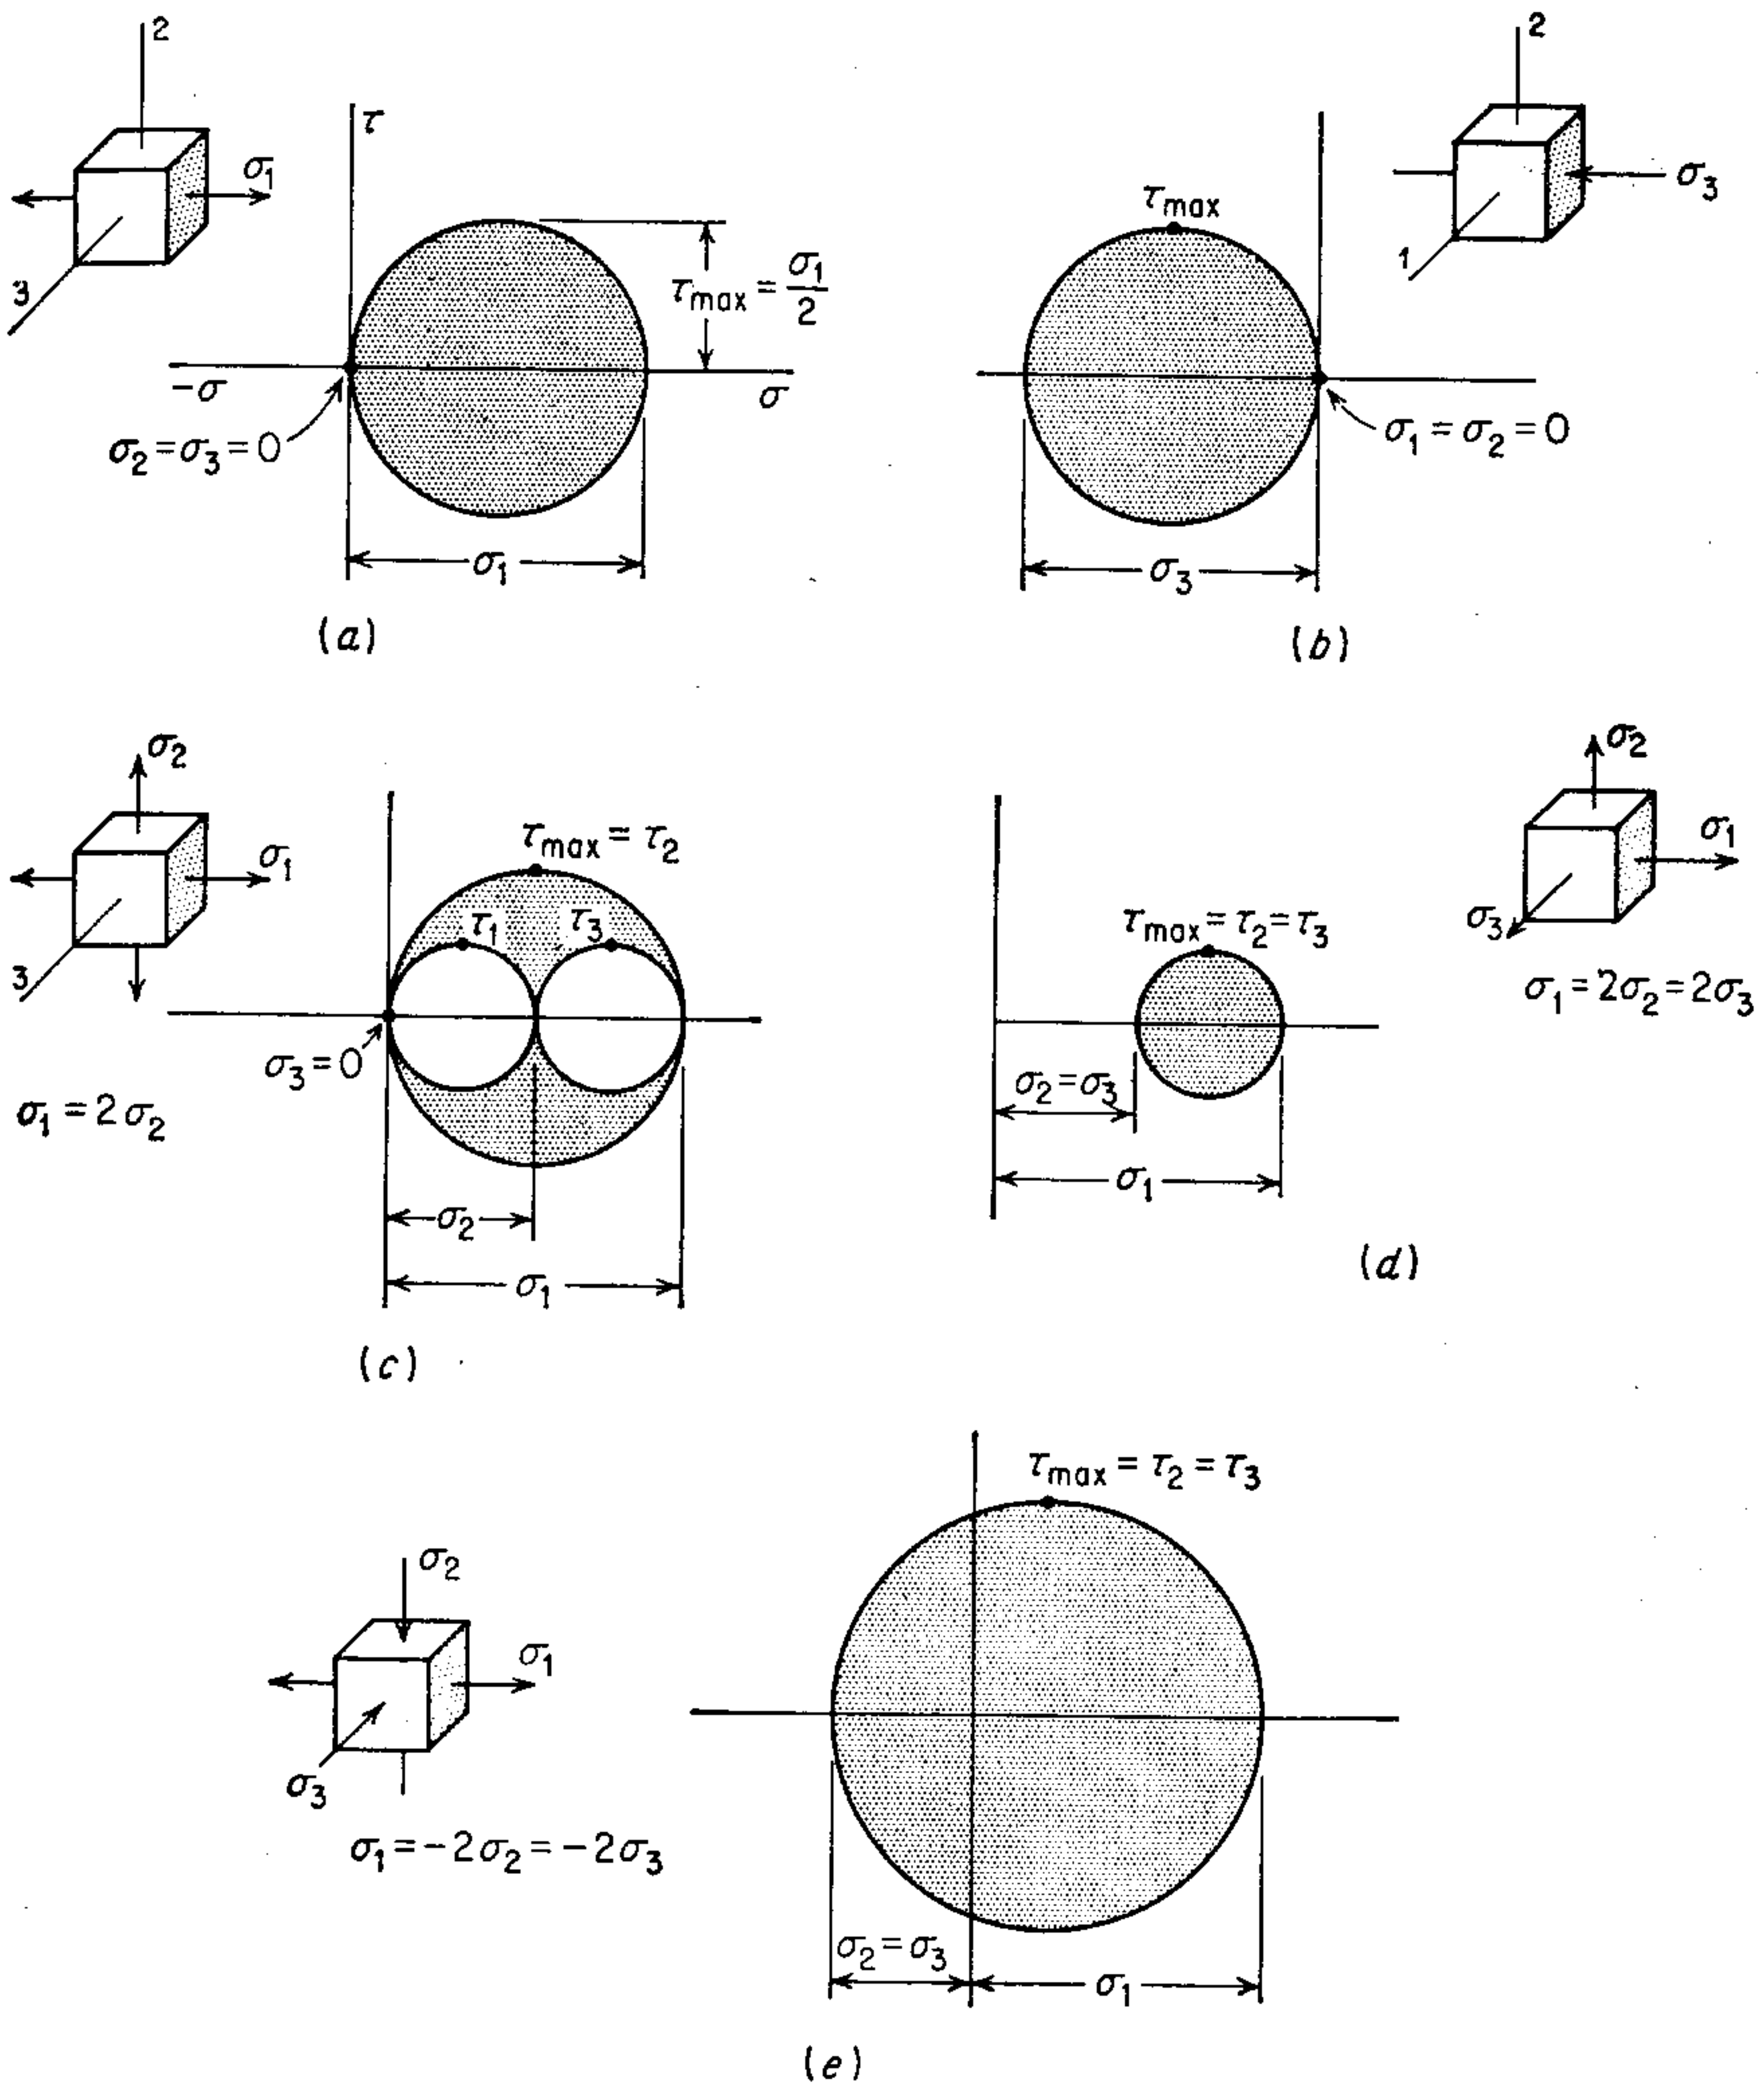 2
τ
σ₁
3
τmax = σ₁/2
-σ
σ
σ₂ = σ₃ = 0
σ₁
(a)
2
σ₃
1
τmax
σ₁ = σ₂ = 0
σ₃
(b)
σ₂
σ₁
3
τmax = τ₂
τ₁
τ₃
σ₃ = 0
σ₁ = 2σ₂
σ₂
σ₁
(c)
σ₂
σ₁
σ₃
τmax = τ₂ = τ₃
σ₁ = 2σ₂ = 2σ₃
σ₂ = σ₃
σ₁
(d)
σ₂
σ₁
σ₃
σ₁ = -2σ₂ = -2σ₃
τmax = τ₂ = τ₃
σ₂ = σ₃
σ₁
(e)